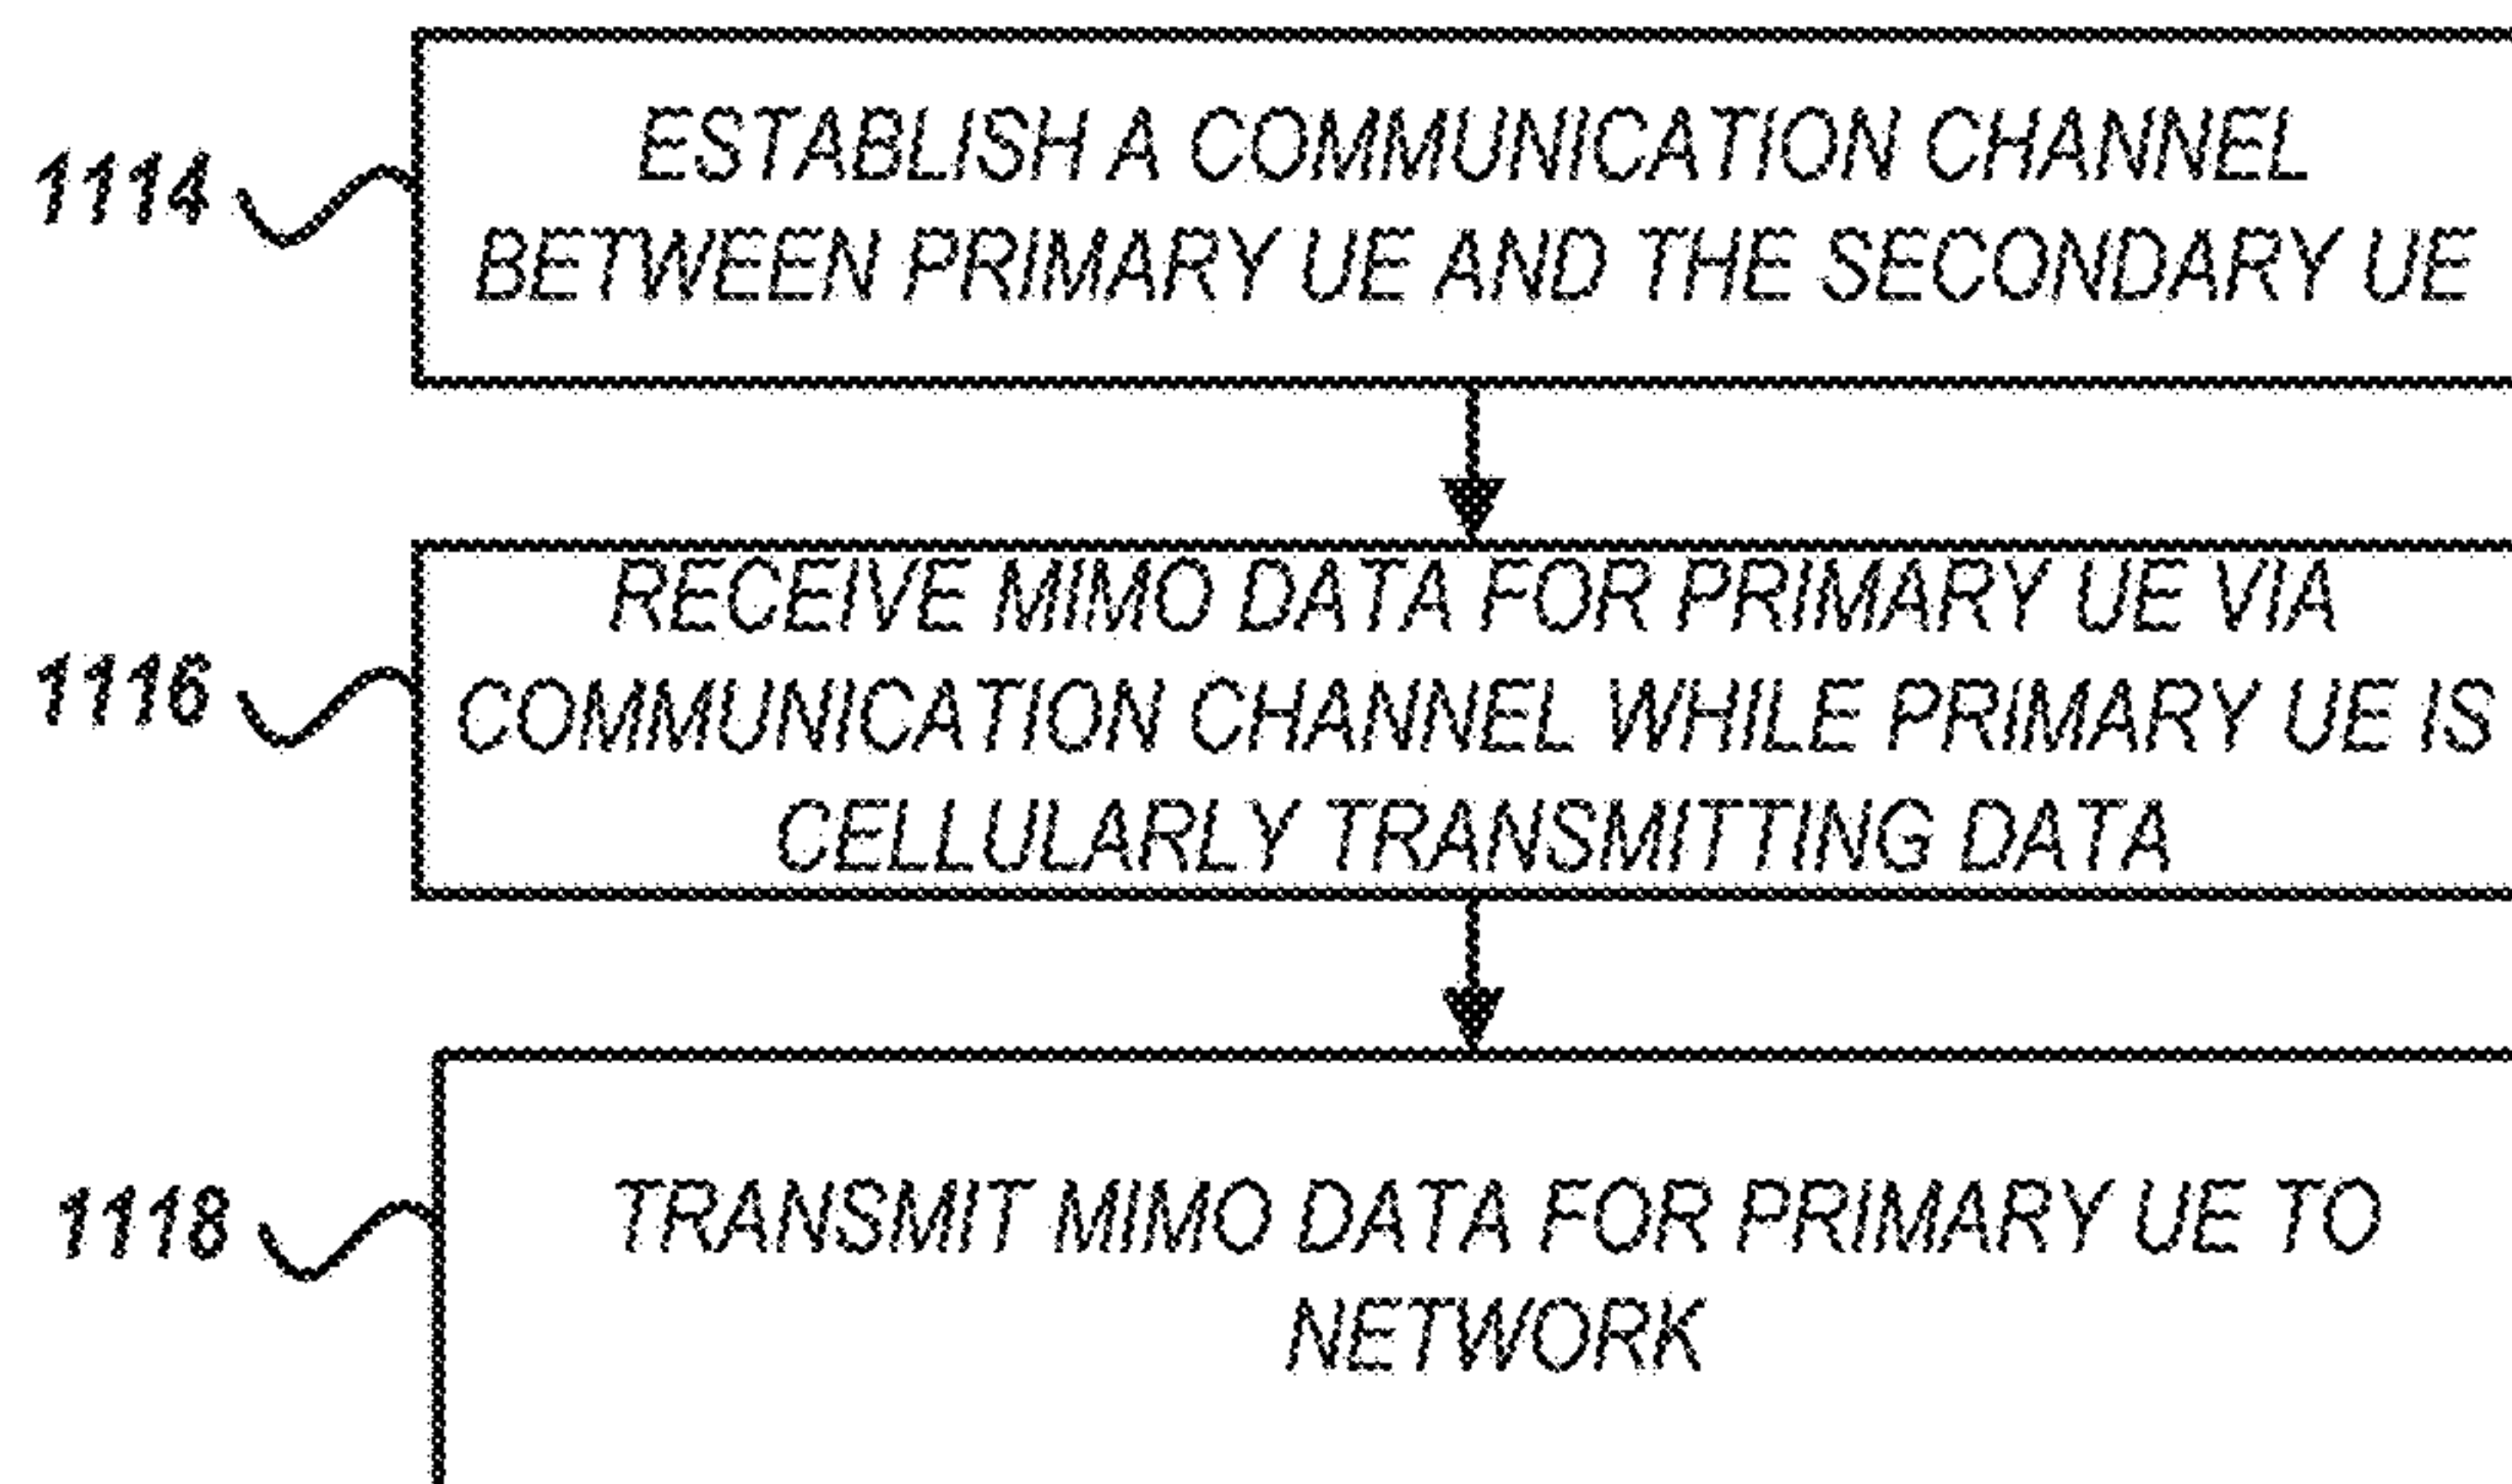 1114
ESTABLISH A COMMUNICATION CHANNEL
BETWEEN PRIMARY UE AND THE SECONDARY UE
1116
RECEIVE MIMO DATA FOR PRIMARY UE VIA
COMMUNICATION CHANNEL WHILE PRIMARY UE IS
CELLULARLY TRANSMITTING DATA
1118
TRANSMIT MIMO DATA FOR PRIMARY UE TO
NETWORK